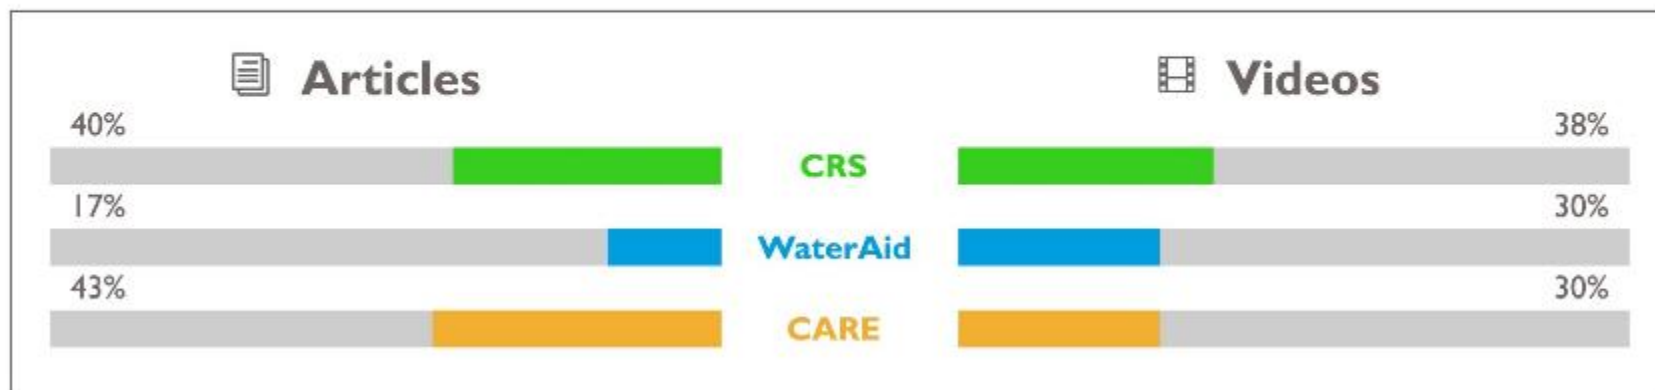 Articles Videos
40% 38%
CRS
17% 30%
WaterAid
43% 30%
CARE